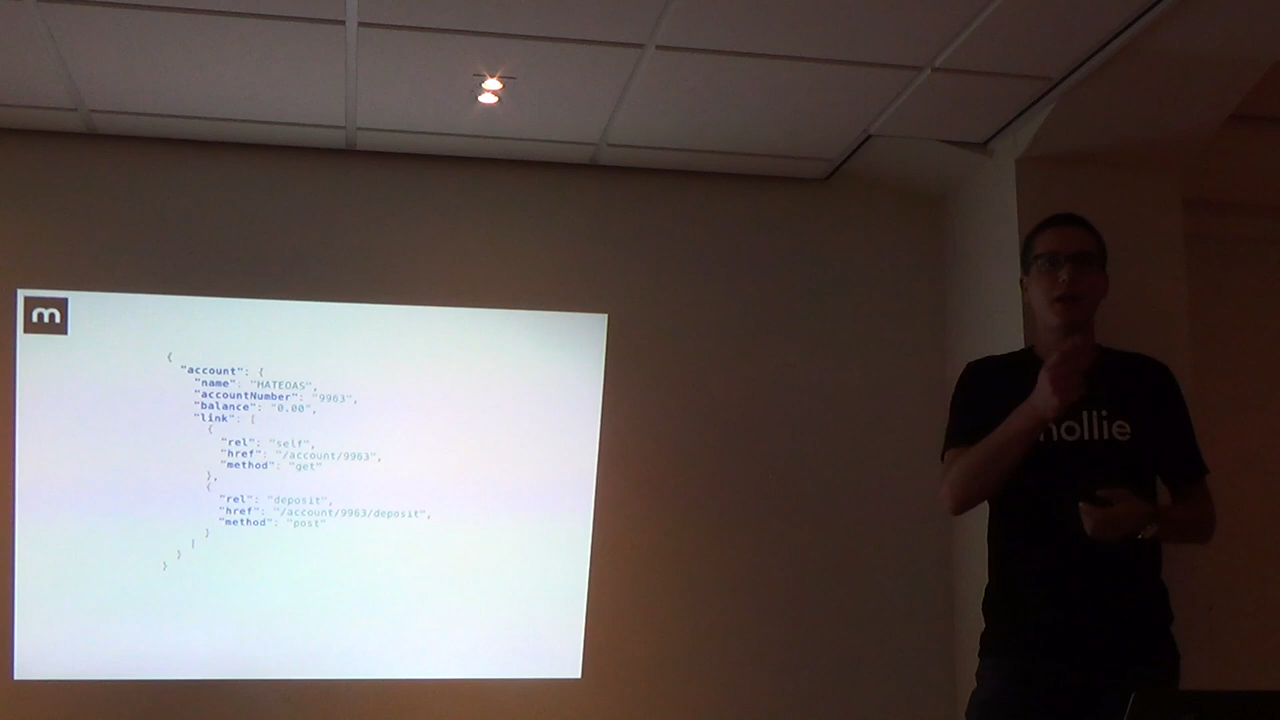 m
{
"account": {
"name": "HATEOAS",
"accountNumber": "9963",
"balance": "0.00",
"link": [
{
"rel": "self",
"href": "/account/9963",
"method": "get"
},
{
"rel": "deposit",
"href": "/account/9963/deposit",
"method": "post"
}
]
}
}
mollie